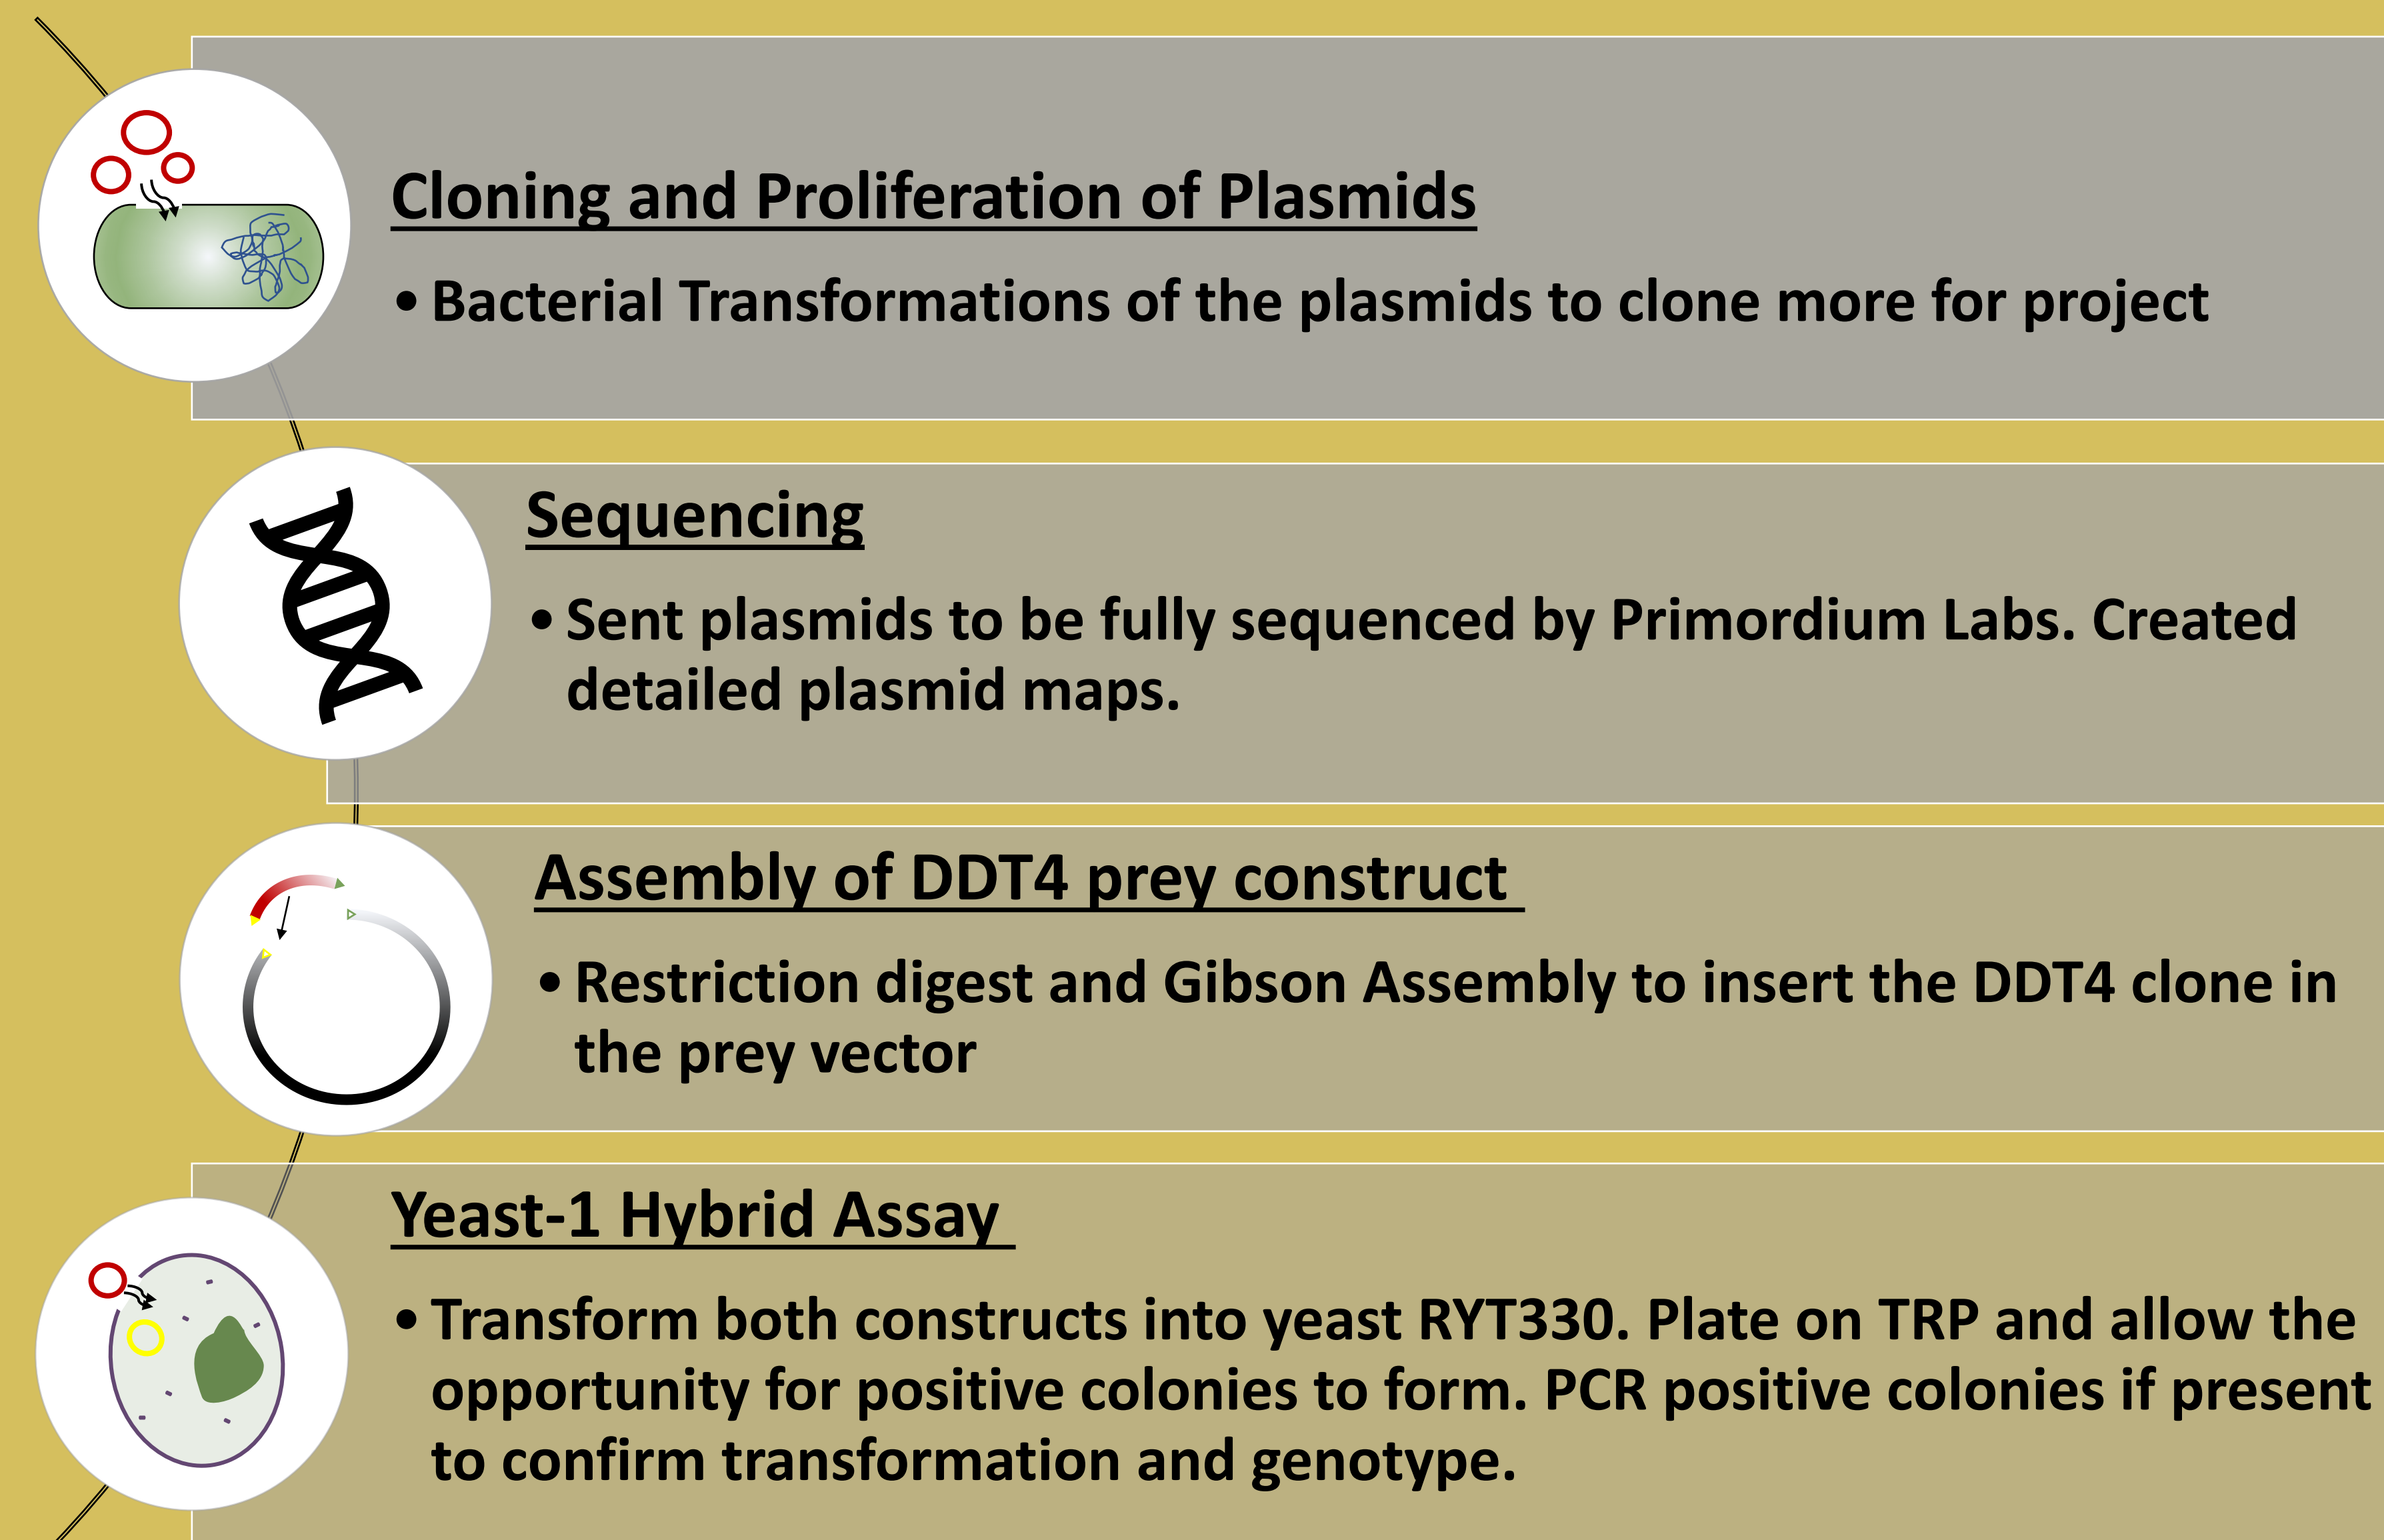 Cloning and Proliferation of Plasmids
• Bacterial Transformations of the plasmids to clone more for project
Sequencing
• Sent plasmids to be fully sequenced by Primordium Labs. Created
detailed plasmid maps.
Assembly of DDT4 prey construct
• Restriction digest and Gibson Assembly to insert the DDT4 clone in
the prey vector
Yeast-1 Hybrid Assay
• Transform both constructs into yeast RYT330. Plate on TRP and allow the
opportunity for positive colonies to form. PCR positive colonies if present
to confirm transformation and genotype.